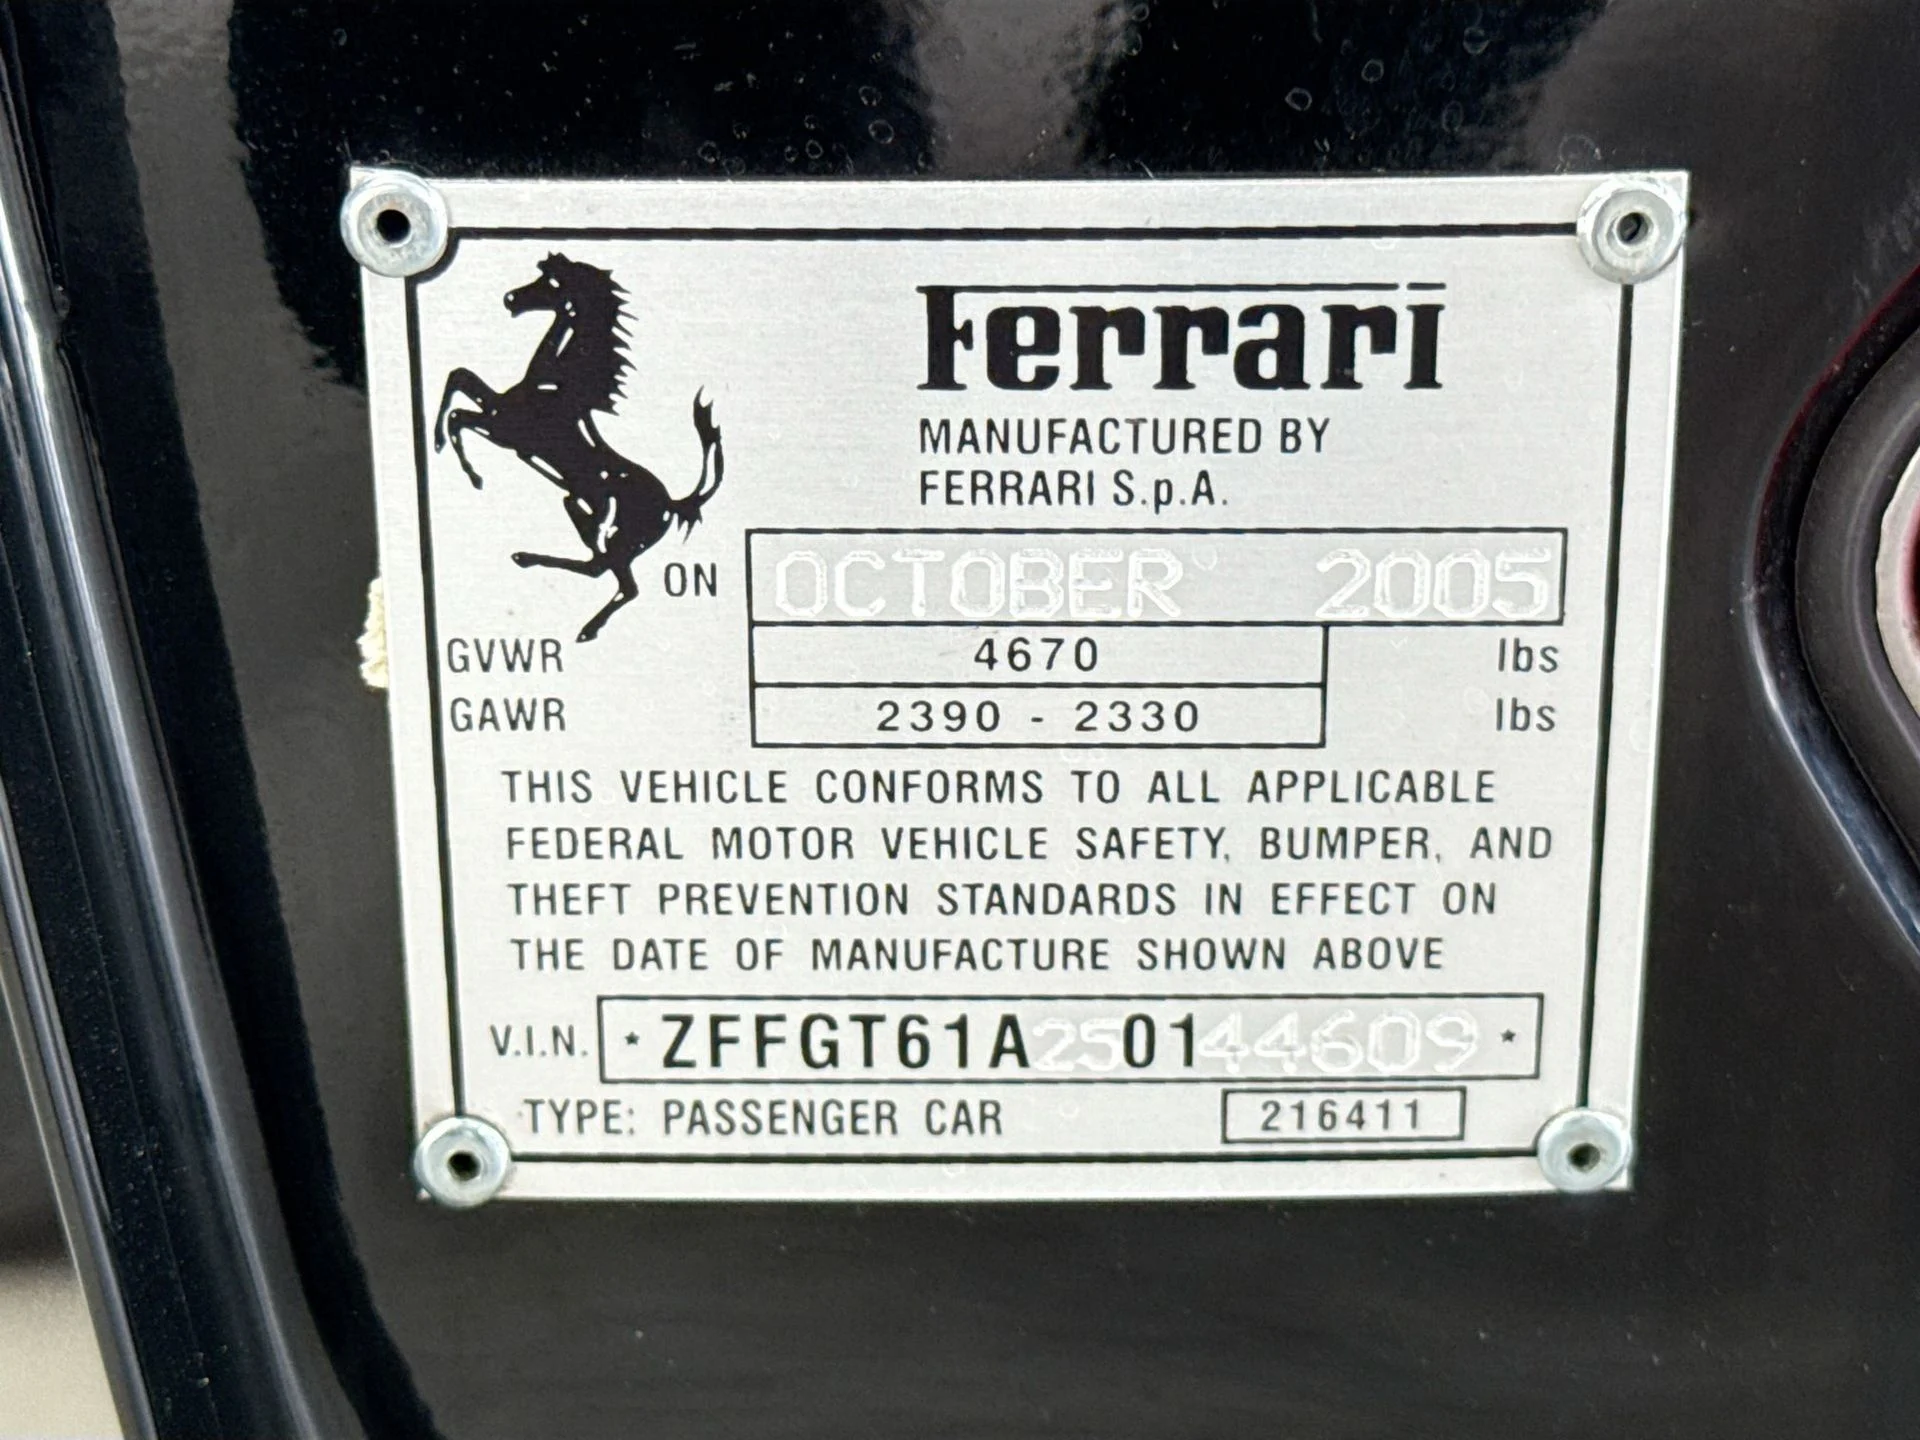 Ferrari
MANUFACTURED BY
FERRARI S.p.A.
ON OCTOBER 2005
GVWR 4670 lbs
GAWR 2390 - 2330 lbs
THIS VEHICLE CONFORMS TO ALL APPLICABLE
FEDERAL MOTOR VEHICLE SAFETY, BUMPER, AND
THEFT PREVENTION STANDARDS IN EFFECT ON
THE DATE OF MANUFACTURE SHOWN ABOVE
V.I.N. * ZFFGT61A250144609 *
TYPE: PASSENGER CAR 216411